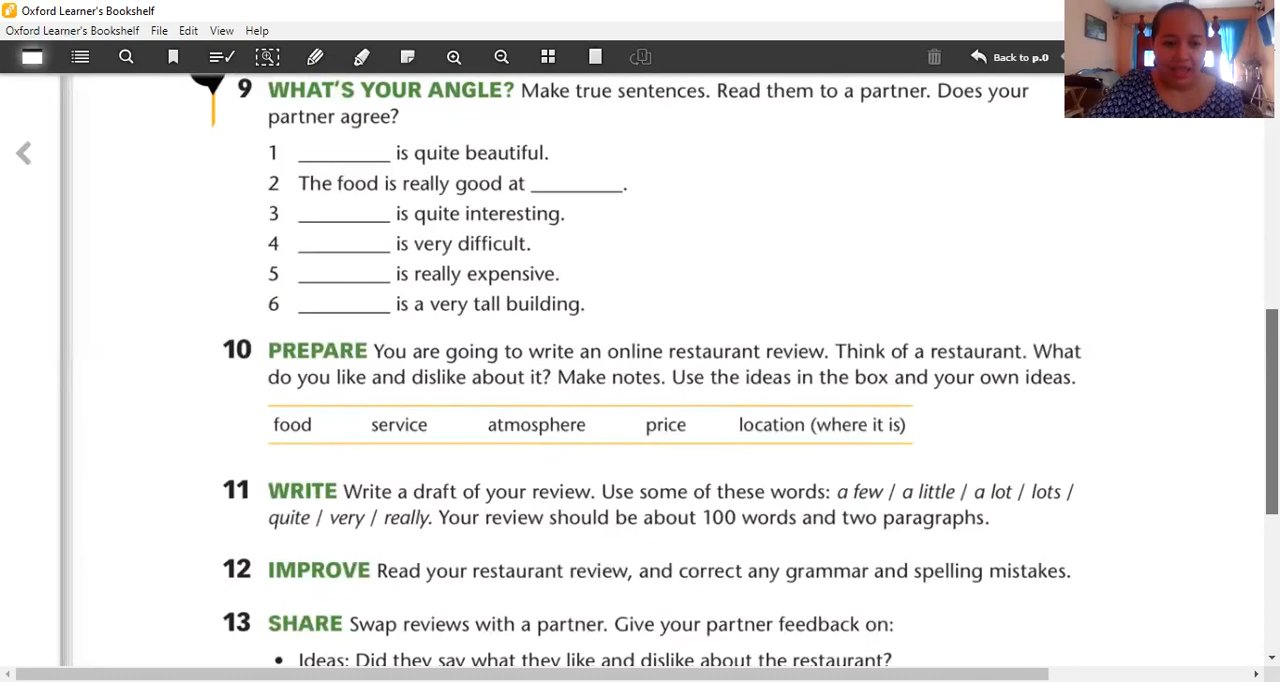 Oxford Learner's Bookshelf
Oxford Learner's Bookshelf File Edit View Help
Back to p.0
9 WHAT'S YOUR ANGLE? Make true sentences. Read them to a partner. Does your
partner agree?
1 _________ is quite beautiful.
2 The food is really good at _________.
3 _________ is quite interesting.
4 _________ is very difficult.
5 _________ is really expensive.
6 _________ is a very tall building.
10 PREPARE You are going to write an online restaurant review. Think of a restaurant. What
do you like and dislike about it? Make notes. Use the ideas in the box and your own ideas.
food service atmosphere price location (where it is)
11 WRITE Write a draft of your review. Use some of these words: a few / a little / a lot / lots /
quite / very / really. Your review should be about 100 words and two paragraphs.
12 IMPROVE Read your restaurant review, and correct any grammar and spelling mistakes.
13 SHARE Swap reviews with a partner. Give your partner feedback on:
• Ideas: Did they say what they like and dislike about the restaurant?